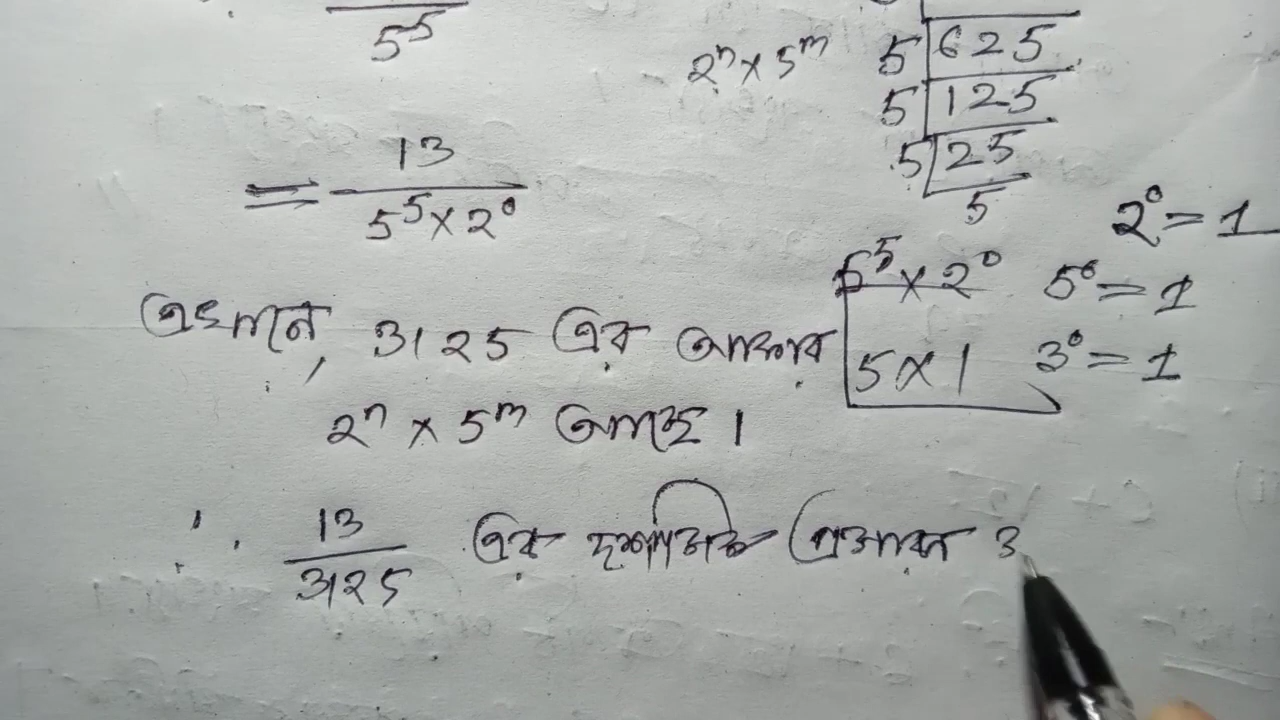 5⁵
2ⁿ × 5ᵐ
5 | 625
5 | 125
5 | 25
5
= 13 / 5⁵ × 2⁰
2⁰ = 1
5⁵ × 2⁰
5⁰ = 1
এখানে, 3125 এর আকার
5 × 1
3⁰ = 1
2ⁿ × 5ᵐ আছে।
∴ 13 / 3125 এর দশমিক প্রসারণ